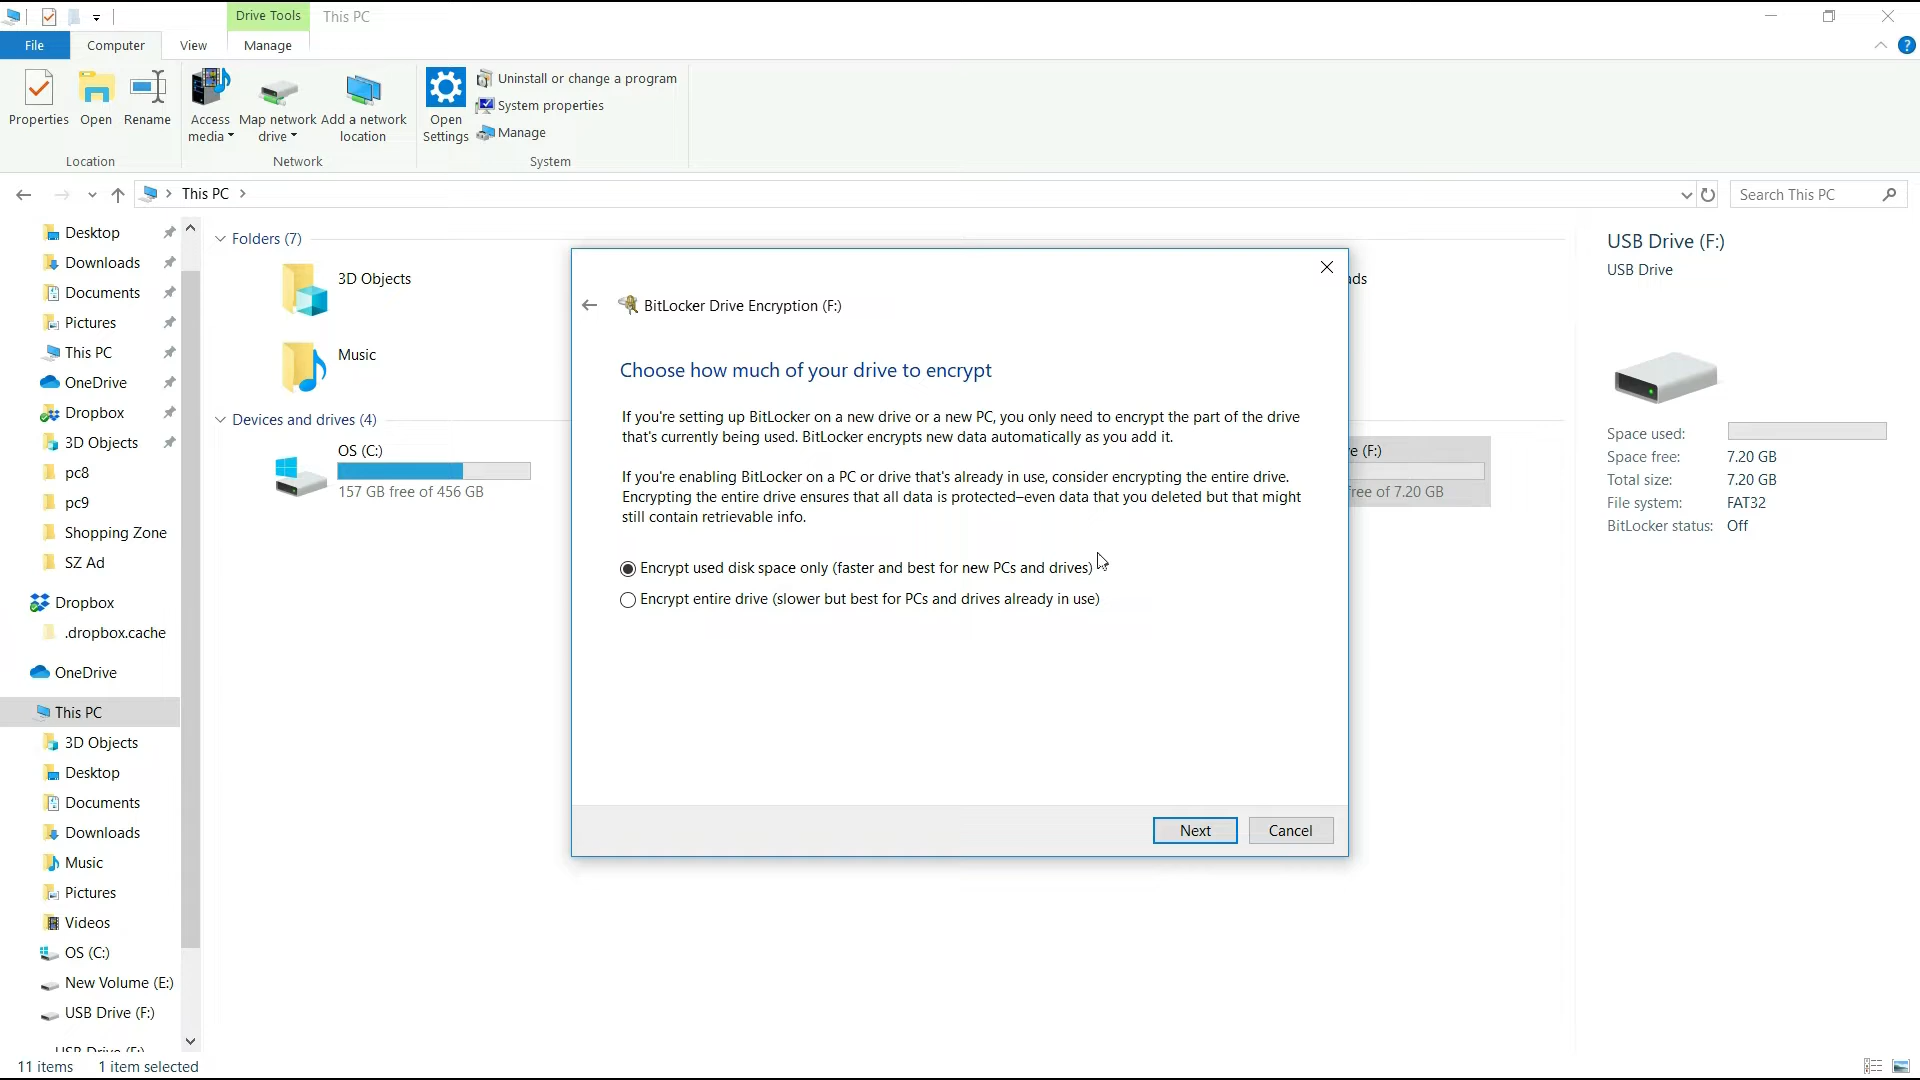 Drive Tools This PC
File Computer View Manage
Properties Open Rename Access media Map network drive Add a network location Open Settings
Uninstall or change a program
System properties
Manage
Location Network System
This PC
Search This PC
Desktop
Downloads
Documents
Pictures
This PC
OneDrive
Dropbox
3D Objects
pc8
pc9
Shopping Zone
SZ Ad
Dropbox
.dropbox.cache
OneDrive
This PC
3D Objects
Desktop
Documents
Downloads
Music
Pictures
Videos
OS (C:)
New Volume (E:)
USB Drive (F:)
USB Drive (F:)
Folders (7)
3D Objects
Music
Devices and drives (4)
OS (C:)
157 GB free of 456 GB
BitLocker Drive Encryption (F:)
Choose how much of your drive to encrypt
If you're setting up BitLocker on a new drive or a new PC, you only need to encrypt the part of the drive
that's currently being used. BitLocker encrypts new data automatically as you add it.
If you're enabling BitLocker on a PC or drive that's already in use, consider encrypting the entire drive.
Encrypting the entire drive ensures that all data is protected–even data that you deleted but that might
still contain retrievable info.
Encrypt used disk space only (faster and best for new PCs and drives)
Encrypt entire drive (slower but best for PCs and drives already in use)
Next Cancel
ads
e (F:)
free of 7.20 GB
USB Drive (F:)
USB Drive
Space used:
Space free: 7.20 GB
Total size: 7.20 GB
File system: FAT32
BitLocker status: Off
11 items 1 item selected